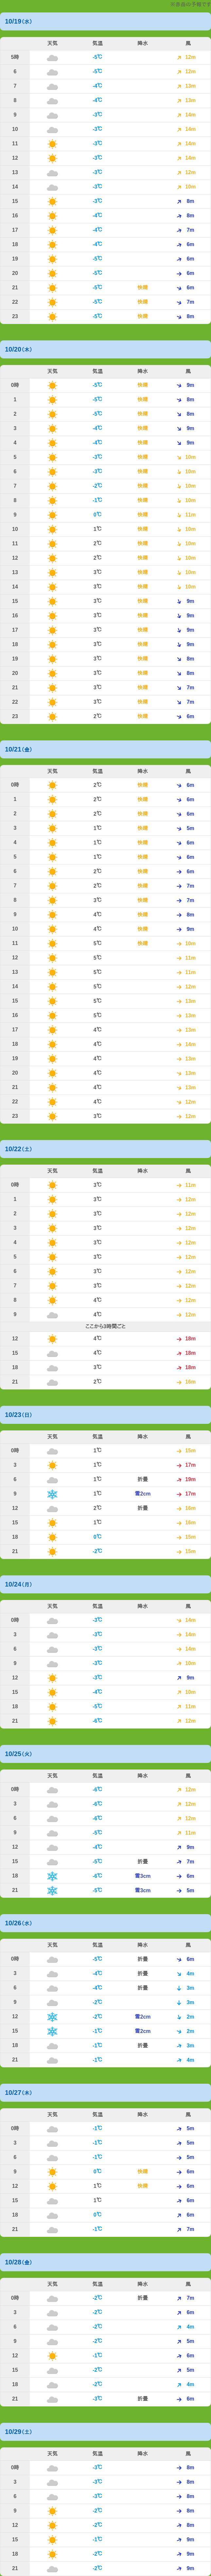 10/19(水)
天気 気温 降水 風
5時 -5℃ 12m
6 -5℃ 12m
7 -4℃ 13m
8 -4℃ 13m
9 -3℃ 14m
10 -3℃ 14m
11 -3℃ 14m
12 -3℃ 14m
13 -3℃ 12m
14 -3℃ 10m
15 -3℃ 8m
16 -4℃ 8m
17 -4℃ 7m
18 -4℃ 6m
19 -5℃ 6m
20 -5℃ 6m
21 -5℃ 快晴 6m
22 -5℃ 快晴 7m
23 -5℃ 快晴 8m
10/20(木)
天気 気温 降水 風
0時 -5℃ 快晴 9m
1 -5℃ 快晴 8m
2 -5℃ 快晴 8m
3 -4℃ 快晴 9m
4 -4℃ 快晴 9m
5 -3℃ 快晴 10m
6 -3℃ 快晴 10m
7 -2℃ 快晴 10m
8 -1℃ 快晴 10m
9 0℃ 快晴 11m
10 1℃ 快晴 10m
11 2℃ 快晴 10m
12 2℃ 快晴 10m
13 3℃ 快晴 10m
14 3℃ 快晴 10m
15 3℃ 快晴 9m
16 3℃ 快晴 9m
17 3℃ 快晴 9m
18 3℃ 快晴 9m
19 3℃ 快晴 8m
20 3℃ 快晴 8m
21 3℃ 快晴 7m
22 3℃ 快晴 7m
23 2℃ 快晴 6m
10/21(金)
天気 気温 降水 風
0時 2℃ 快晴 6m
1 2℃ 快晴 6m
2 2℃ 快晴 6m
3 1℃ 快晴 5m
4 1℃ 快晴 6m
5 1℃ 快晴 6m
6 2℃ 快晴 6m
7 2℃ 快晴 7m
8 3℃ 快晴 7m
9 4℃ 快晴 8m
10 4℃ 快晴 9m
11 5℃ 快晴 10m
12 5℃ 11m
13 5℃ 11m
14 5℃ 12m
15 5℃ 13m
16 5℃ 13m
17 4℃ 13m
18 4℃ 14m
19 4℃ 13m
20 4℃ 13m
21 4℃ 12m
22 4℃ 12m
23 3℃ 12m
10/22(土)
天気 気温 降水 風
0時 3℃ 11m
1 3℃ 12m
2 3℃ 12m
3 3℃ 12m
4 3℃ 12m
5 3℃ 12m
6 3℃ 12m
7 3℃ 12m
8 4℃ 12m
9 4℃ 11m
ここから3時間ごと
12 4℃ 18m
15 4℃ 18m
18 3℃ 18m
21 2℃ 16m
10/23(日)
天気 気温 降水 風
0時 1℃ 15m
3 1℃ 17m
6 1℃ 折畳 19m
9 1℃ 雪2cm 17m
12 2℃ 折畳 16m
15 1℃ 16m
18 0℃ 15m
21 -2℃ 15m
10/24(月)
天気 気温 降水 風
0時 -3℃ 14m
3 -3℃ 14m
6 -3℃ 14m
9 -3℃ 10m
12 -3℃ 9m
15 -4℃ 10m
18 -5℃ 11m
21 -6℃ 12m
10/25(火)
天気 気温 降水 風
0時 -6℃ 12m
3 -6℃ 12m
6 -6℃ 12m
9 -5℃ 11m
12 -4℃ 9m
15 -5℃ 折畳 7m
18 -6℃ 雪3cm 6m
21 -5℃ 雪3cm 5m
10/26(水)
天気 気温 降水 風
0時 -5℃ 折畳 6m
3 -4℃ 折畳 4m
6 -4℃ 折畳 3m
9 -2℃ 3m
12 -2℃ 雪2cm 2m
15 -1℃ 雪2cm 2m
18 -1℃ 折畳 3m
21 -1℃ 4m
10/27(木)
天気 気温 降水 風
0時 -1℃ 5m
3 -1℃ 5m
6 -1℃ 5m
9 0℃ 快晴 6m
12 1℃ 快晴 6m
15 1℃ 6m
18 0℃ 6m
21 -1℃ 7m
10/28(金)
天気 気温 降水 風
0時 -2℃ 折畳 7m
3 -2℃ 6m
6 -2℃ 4m
9 -2℃ 5m
12 -1℃ 6m
15 -2℃ 5m
18 -2℃ 4m
21 -3℃ 折畳 6m
10/29(土)
天気 気温 降水 風
0時 -3℃ 8m
3 -3℃ 8m
6 -3℃ 8m
9 -2℃ 8m
12 -2℃ 8m
15 -1℃ 9m
18 -2℃ 9m
21 -2℃ 9m